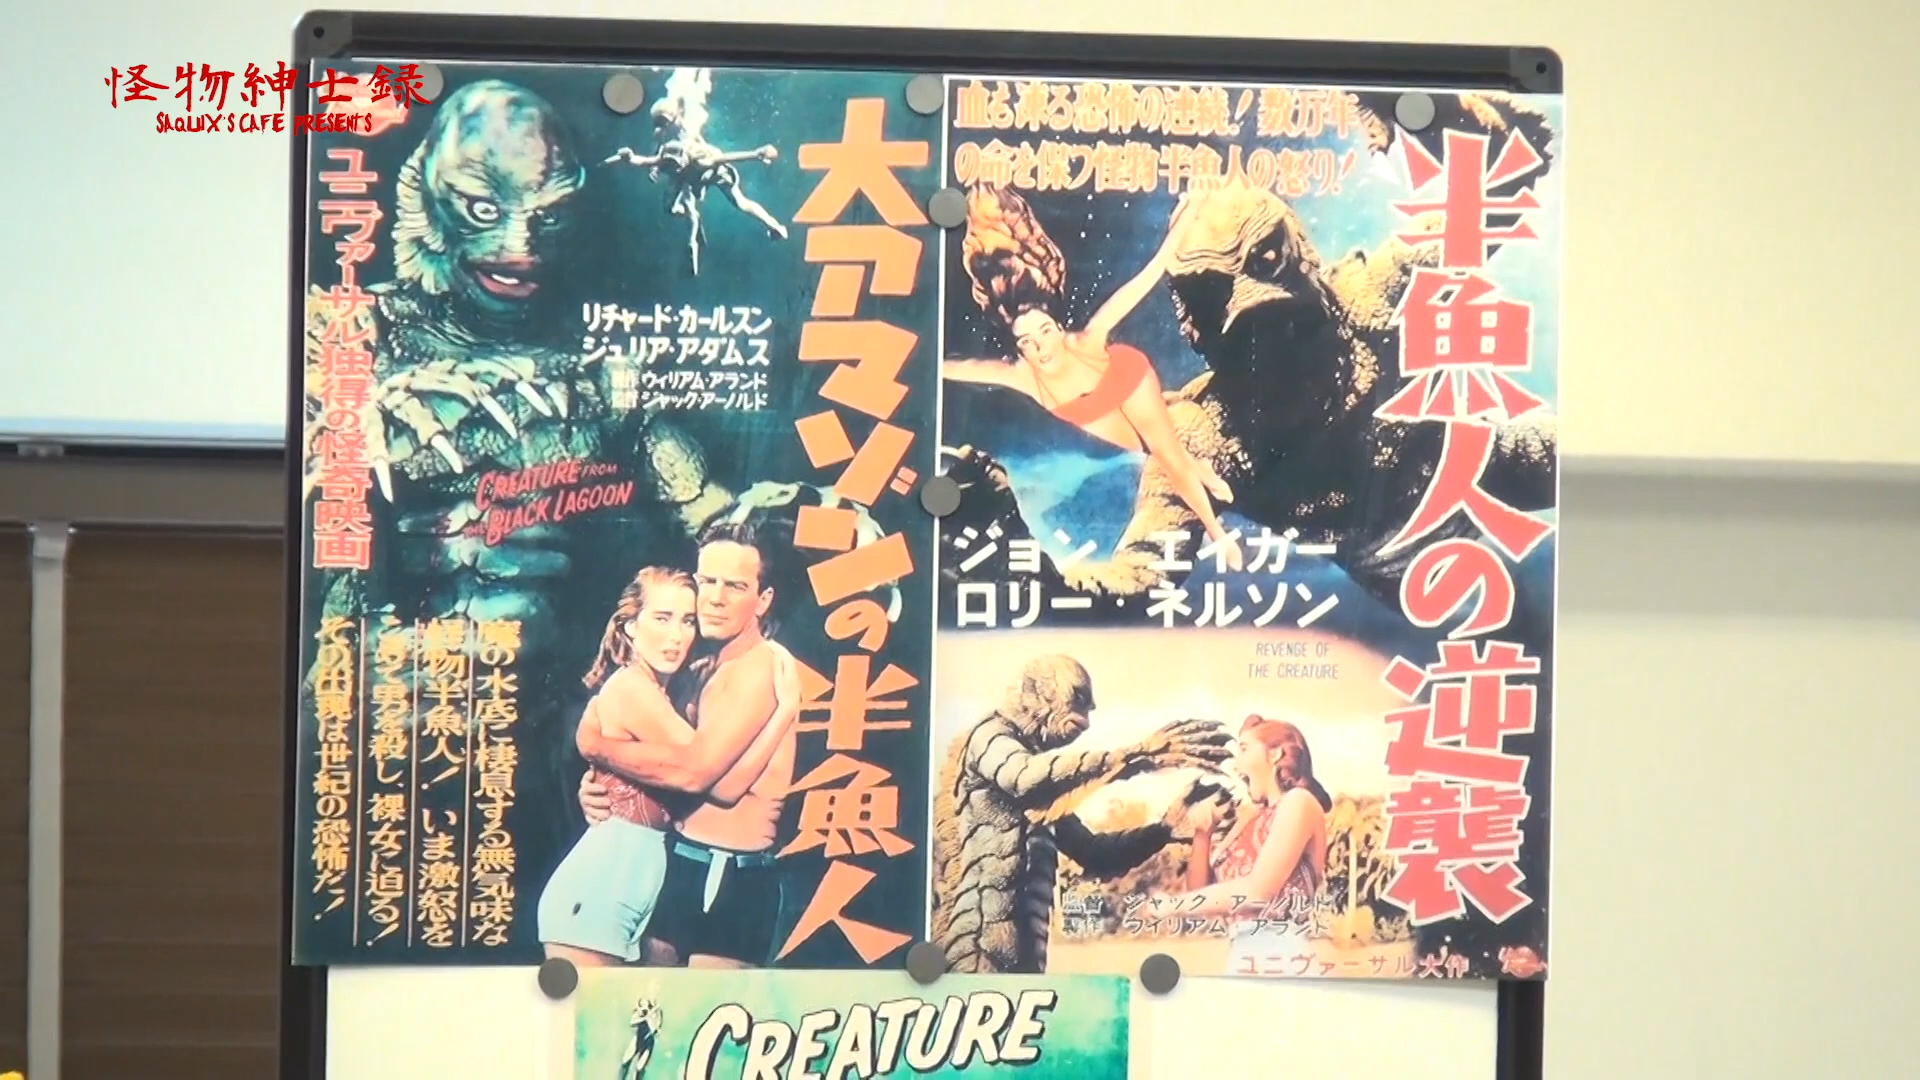 怪物紳士録
SAQUIX'S CAFE PRESENTS
ユニヴァーサル独得の怪奇映画
リチャード・カールスン
ジュリア・アダムス
製作 ウィリアム・アランド
監督 ジャック・アーノルド
大アマゾンの半魚人
CREATURE FROM
THE BLACK LAGOON
魔の水底に棲息する無気味な
怪物半魚人!いま激怒を
こめて男を殺し、裸女に迫る!
その出現は世紀の恐怖だ!
血も凍る恐怖の連続!数万年
の命を保つ怪物半魚人の怒り!
半魚人の逆襲
ジョン・エイガー
ロリー・ネルソン
REVENGE OF
THE CREATURE
監督 ジャック・アーノルド
製作 ウイリアム・アランド
ユニヴァーサル大作
CREATURE